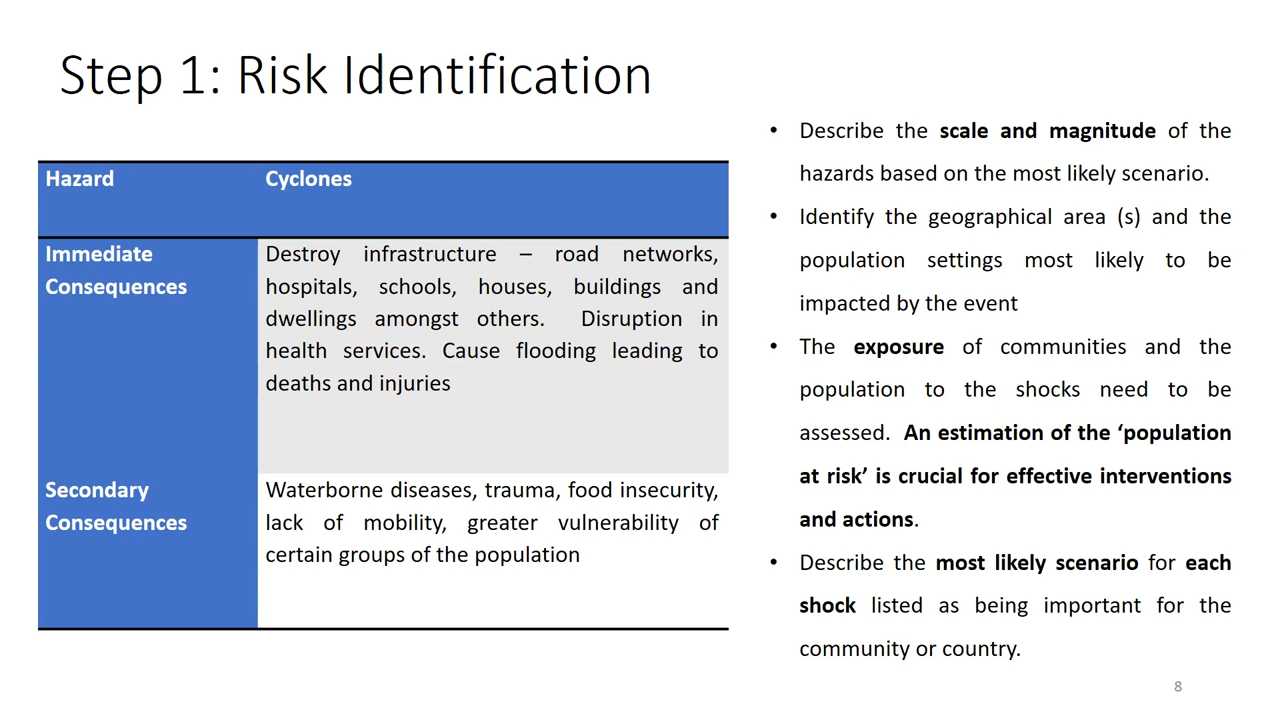 Step 1: Risk Identification
Hazard
Cyclones
Immediate
Consequences
Destroy infrastructure – road networks,
hospitals, schools, houses, buildings and
dwellings amongst others. Disruption in
health services. Cause flooding leading to
deaths and injuries
Secondary
Consequences
Waterborne diseases, trauma, food insecurity,
lack of mobility, greater vulnerability of
certain groups of the population
• Describe the scale and magnitude of the
hazards based on the most likely scenario.
• Identify the geographical area (s) and the
population settings most likely to be
impacted by the event
• The exposure of communities and the
population to the shocks need to be
assessed. An estimation of the ‘population
at risk’ is crucial for effective interventions
and actions.
• Describe the most likely scenario for each
shock listed as being important for the
community or country.
8